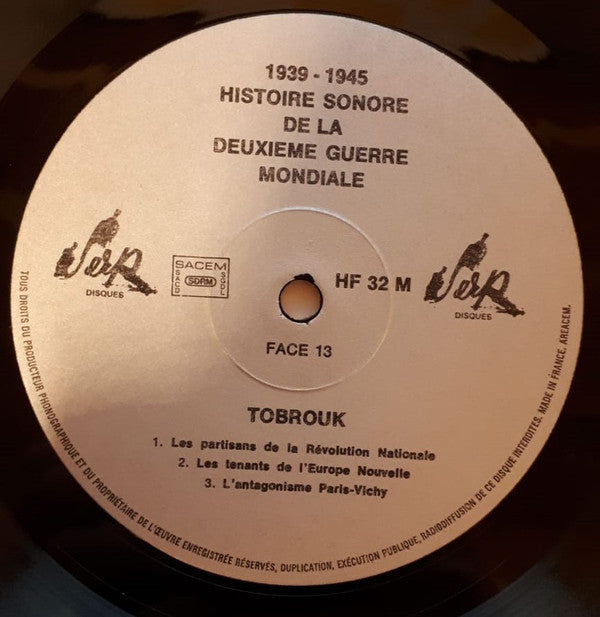 1939 - 1945
HISTOIRE SONORE
DE LA
DEUXIEME GUERRE
MONDIALE
SERP
DISQUES
SACEM
SACD
SDRM
SGDL
HF 32 M
SERP
DISQUES
FACE 13
TOBROUK
1. Les partisans de la Révolution Nationale
2. Les tenants de l'Europe Nouvelle
3. L'antagonisme Paris-Vichy
TOUS DROITS DU PRODUCTEUR PHONOGRAPHIQUE ET DU PROPRIÉTAIRE DE L'ŒUVRE ENREGISTRÉE RÉSERVÉS, DUPLICATION, EXÉCUTION PUBLIQUE, RADIODIFFUSION DE CE DISQUE INTERDITES. MADE IN FRANCE. AREACEM.